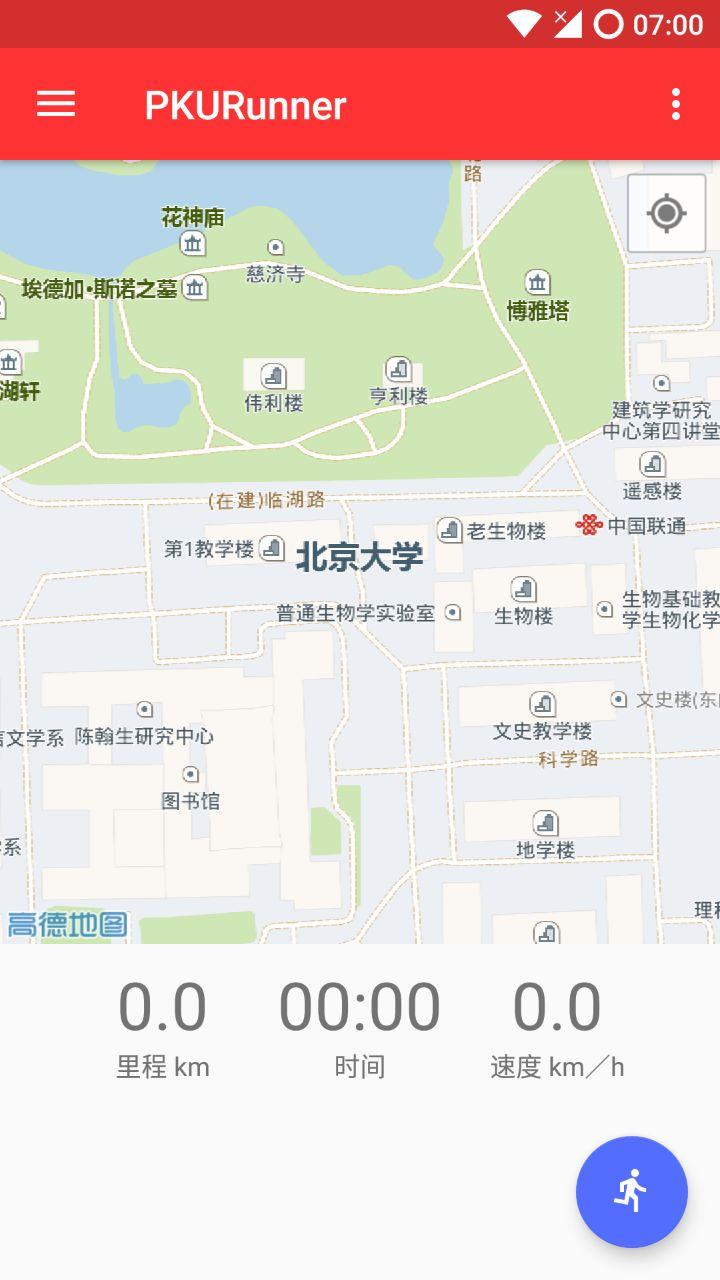 07:00
PKURunner
路
花神庙
慈济寺
埃德加·斯诺之墓
博雅塔
湖轩
伟利楼
亨利楼
建筑学研究
中心第四讲堂
遥感楼
(在建)临湖路
老生物楼
中国联通
第1教学楼
北京大学
普通生物学实验室
生物楼
生物基础教
学生物化学
文史楼(东
文史教学楼
言文学系
陈翰生研究中心
科学路
图书馆
系
地学楼
理科
高德地图
0.0
00:00
0.0
里程 km
时间
速度 km／h